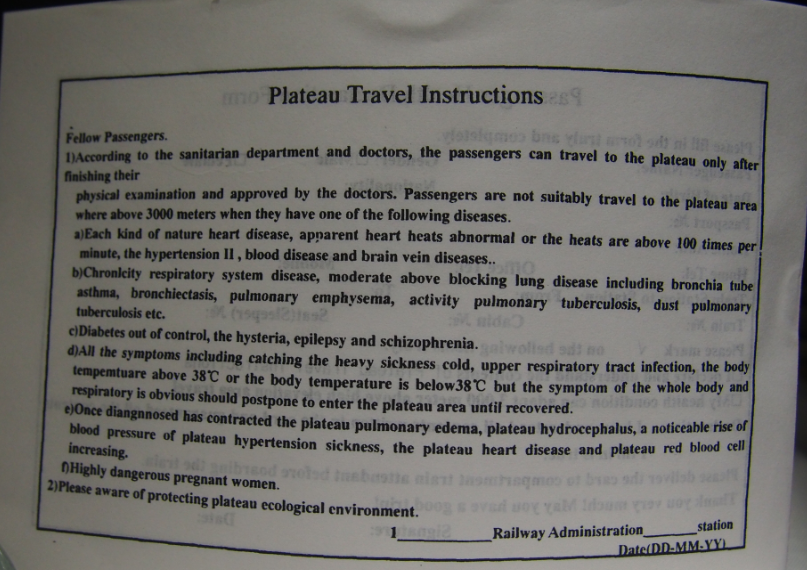 Plateau Travel Instructions
Fellow Passengers.
1)According to the sanitarian department and doctors, the passengers can travel to the plateau only after
finishing their
physical examination and approved by the doctors. Passengers are not suitably travel to the plateau area
where above 3000 meters when they have one of the following diseases.
a)Each kind of nature heart disease, apparent heart heats abnormal or the heats are above 100 times per
minute, the hypertension II , blood disease and brain vein diseases..
b)Chronlcity respiratory system disease, moderate above blocking lung disease including bronchia tube
asthma, bronchiectasis, pulmonary emphysema, activity pulmonary tuberculosis, dust pulmonary
tuberculosis etc.
c)Diabetes out of control, the hysteria, epilepsy and schizophrenia.
d)All the symptoms including catching the heavy sickness cold, upper respiratory tract infection, the body
tempemtuare above 38℃ or the body temperature is below38℃ but the symptom of the whole body and
respiratory is obvious should postpone to enter the plateau area until recovered.
e)Once diangnnosed has contracted the plateau pulmonary edema, plateau hydrocephalus, a noticeable rise of
blood pressure of plateau hypertension sickness, the plateau heart disease and plateau red blood cell
increasing.
f)Highly dangerous pregnant women.
2)Please aware of protecting plateau ecological environment.
1__________Railway Administration______station
Date(DD-MM-YY)